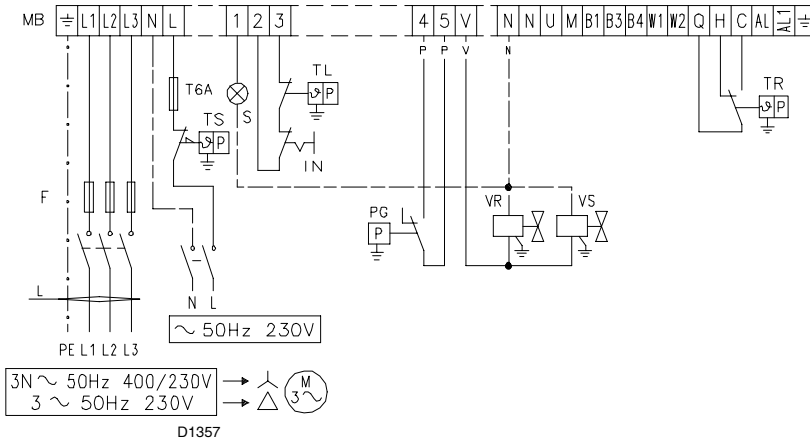 MB ⏚ L1 L2 L3 N L 1 2 3 4 5 V N N U M B1 B3 B4 W1 W2 Q H C AL AL1 ⏚
P P V N
T6A
TL
ϑ P
S
TS
ϑ P
IN
TR
ϑ P
F
PG
P
VR
VS
L
N L
∼ 50Hz 230V
PE L1 L2 L3
3N ∼ 50Hz 400/230V
3 ∼ 50Hz 230V
M
3∼
D1357